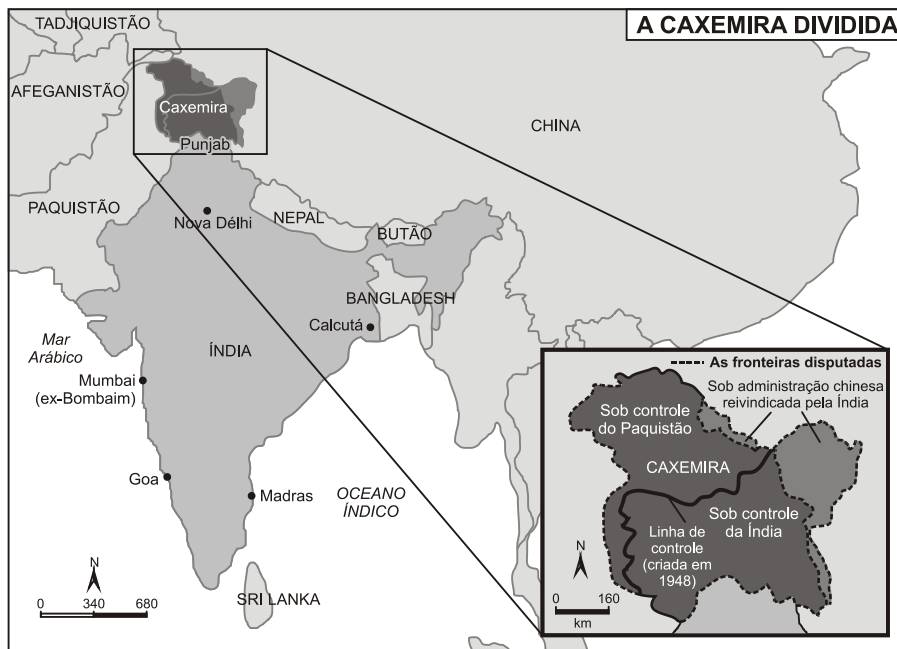 A CAXEMIRA DIVIDIDA
TADJIQUISTÃO
AFEGANISTÃO
Caxemira
CHINA
Punjab
PAQUISTÃO
Nova Délhi
NEPAL
BUTÃO
BANGLADESH
Calcutá
Mar
Arábico
ÍNDIA
Mumbai
(ex-Bombaim)
Goa
Madras
OCEANO
ÍNDICO
SRI LANKA
N
0 340 680
As fronteiras disputadas
Sob administração chinesa
reivindicada pela Índia
Sob controle
do Paquistão
CAXEMIRA
Sob controle
da Índia
Linha de
controle
(criada em
1948)
N
0 160
km